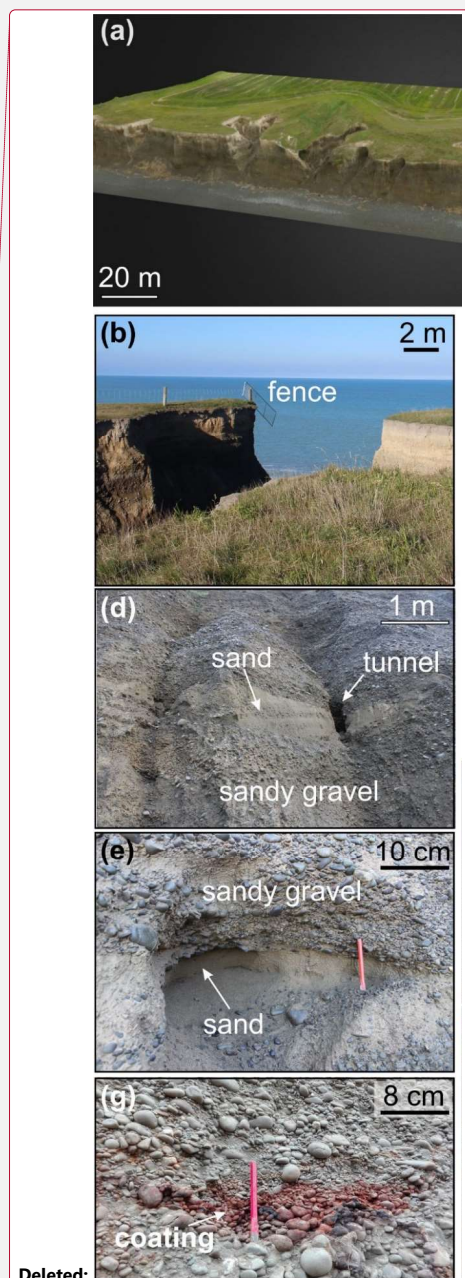 (a)
20 m
(b)
2 m
fence
(d)
1 m
sand
tunnel
sandy gravel
(e)
10 cm
sandy gravel
sand
(g)
8 cm
coating
Deleted: